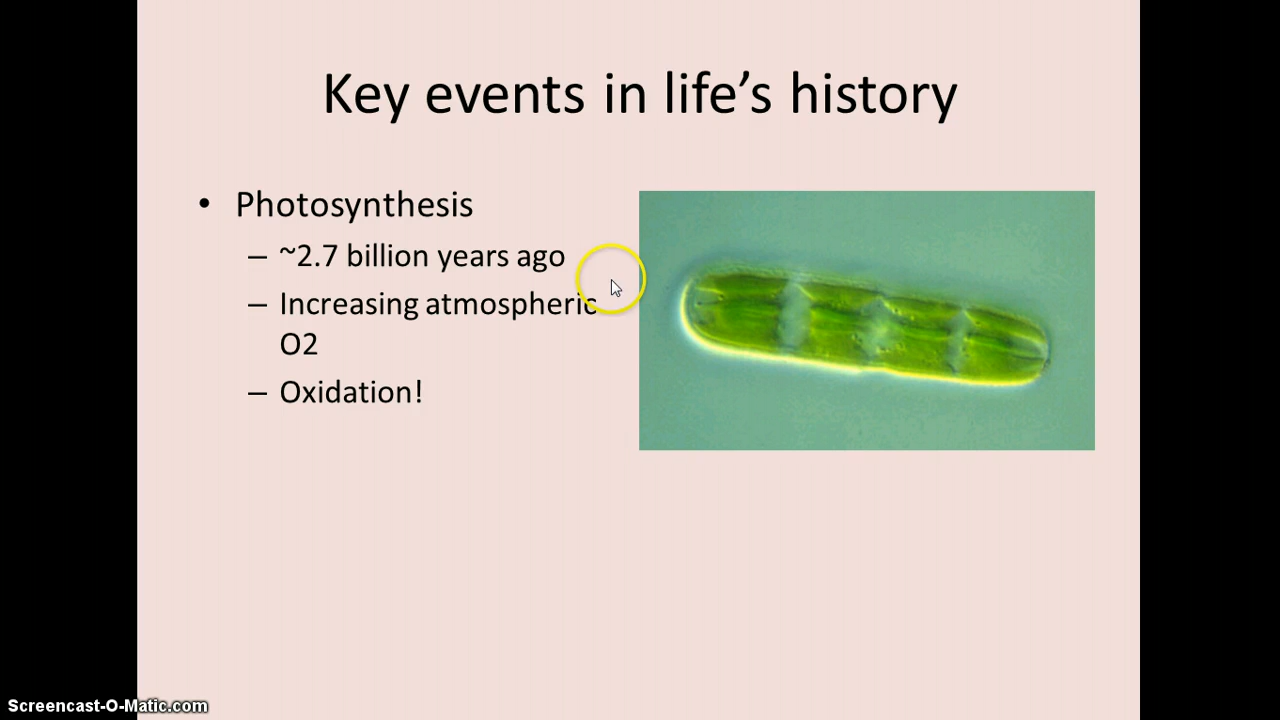 Key events in life’s history
• Photosynthesis
– ~2.7 billion years ago
– Increasing atmospheric
O2
– Oxidation!
Screencast-O-Matic.com